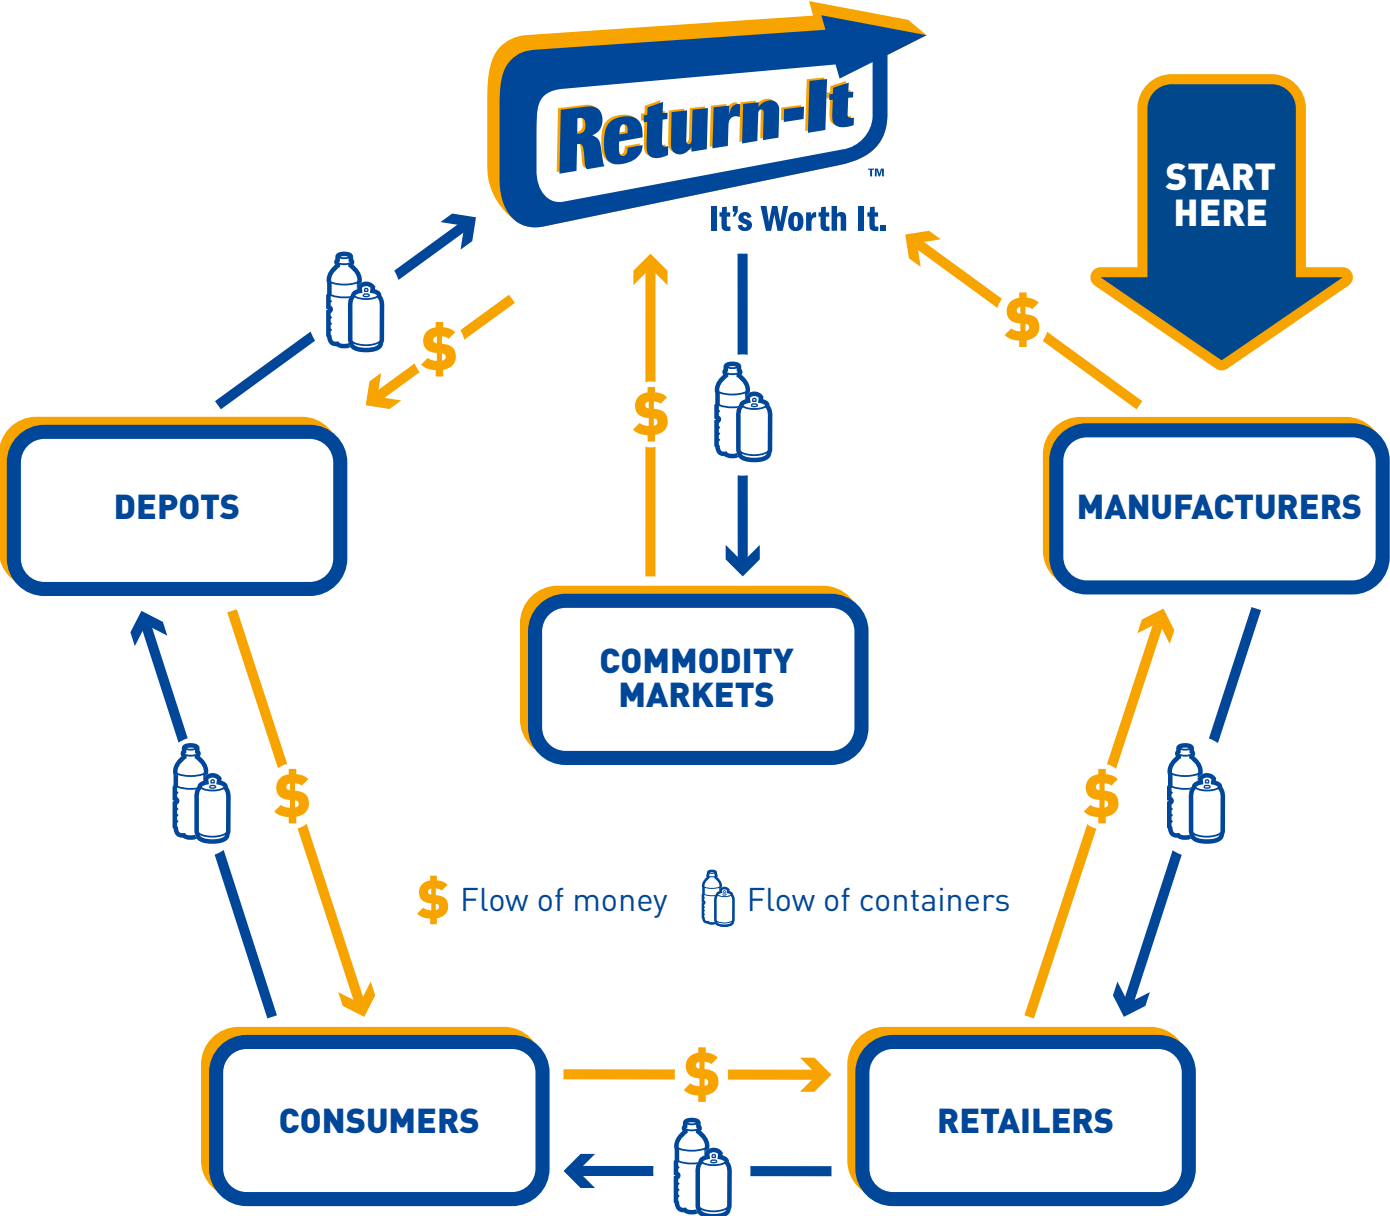 Return-It
TM
It's Worth It.
START
HERE
$
$
$
$
DEPOTS
MANUFACTURERS
COMMODITY
MARKETS
$
$
$ Flow of money
Flow of containers
$
CONSUMERS
RETAILERS